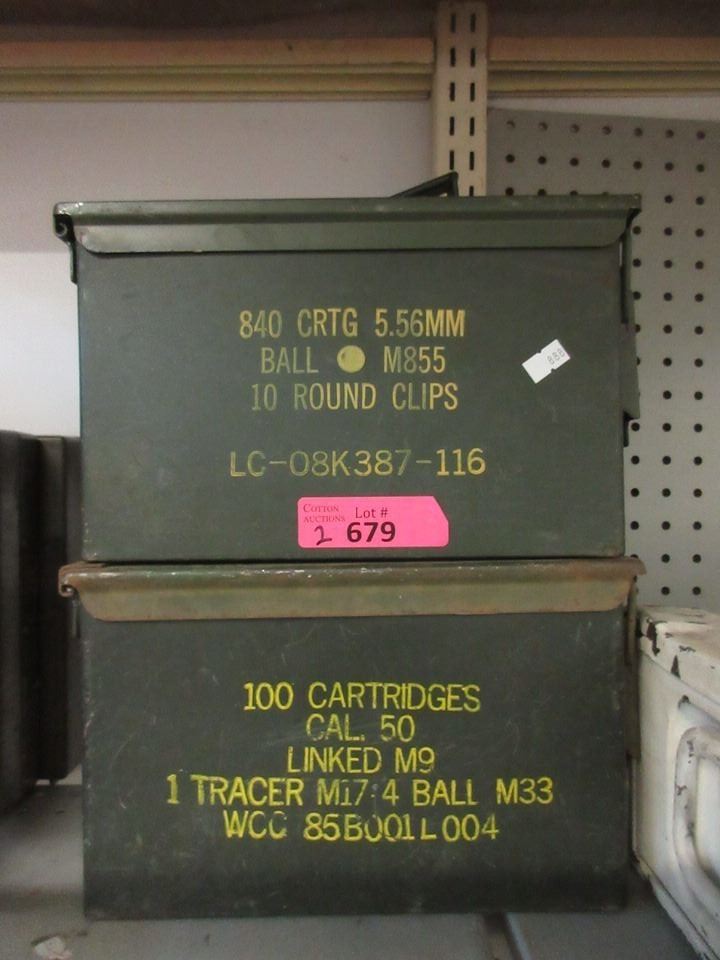 840 CRTG 5.56MM
BALL M855
10 ROUND CLIPS
888
LC-08K387-116
COTTON AUCTIONS Lot #
2 679
100 CARTRIDGES
CAL. 50
LINKED M9
1 TRACER M17·4 BALL M33
WCC 85B001L004